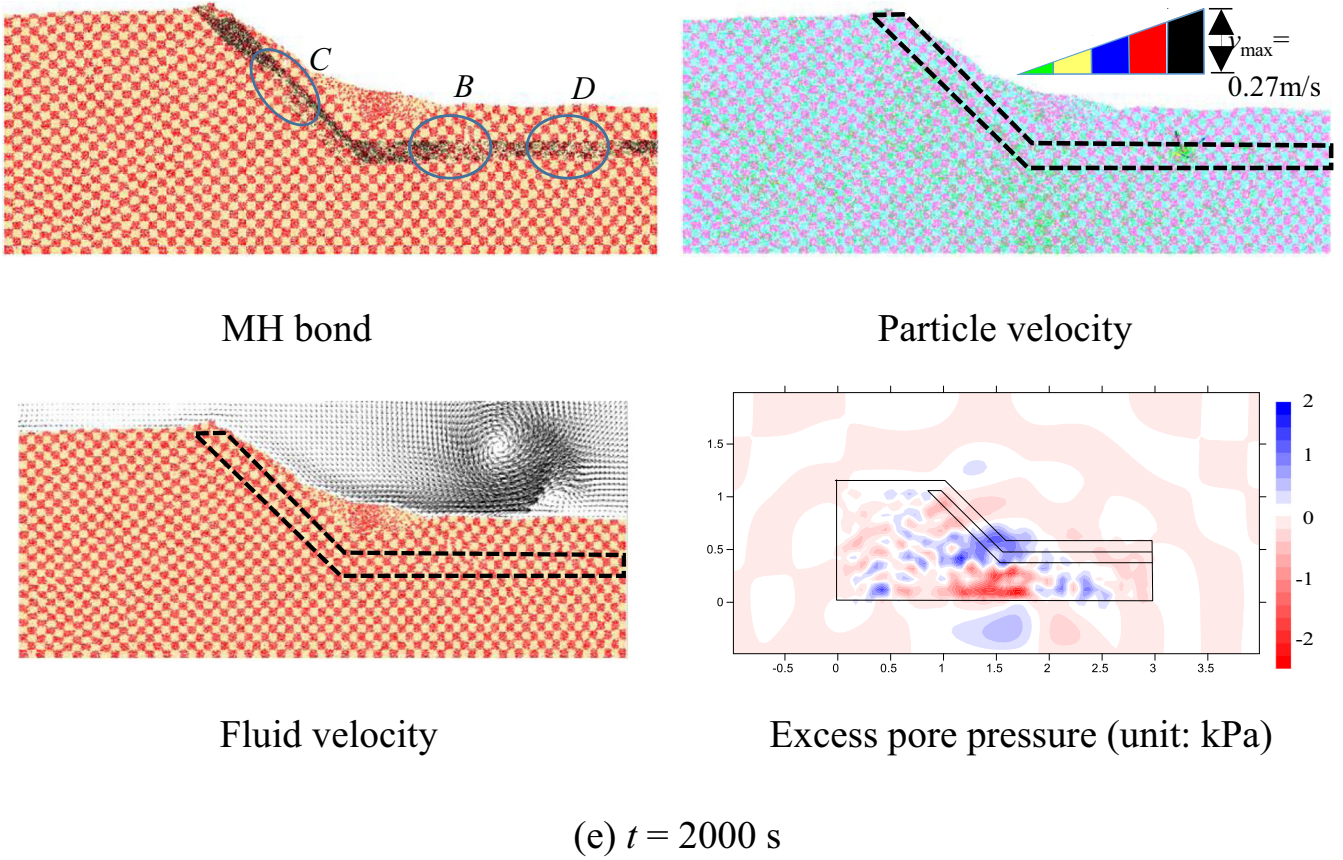 C
B
D
vmax=
0.27m/s
MH bond
Particle velocity
2
1
0
-1
-2
1.5
1
0.5
0
-0.5
0
0.5
1
1.5
2
2.5
3
3.5
Fluid velocity
Excess pore pressure (unit: kPa)
(e) t = 2000 s